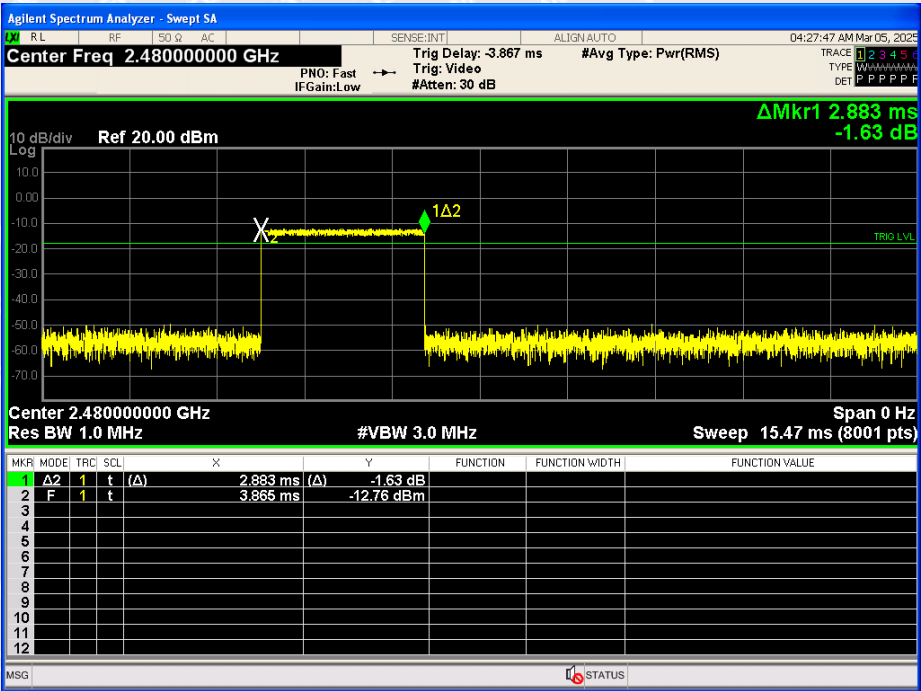 Agilent Spectrum Analyzer - Swept SA
LXI RL RF 50 Ω AC SENSE:INT ALIGN AUTO 04:27:47 AM Mar 05, 2025
Center Freq 2.480000000 GHz
PNO: Fast
IFGain:Low
Trig Delay: -3.867 ms
Trig: Video
#Atten: 30 dB
#Avg Type: Pwr(RMS)
TRACE 1 2 3 4 5 6
TYPE
DET P P P P P P
ΔMkr1 2.883 ms
-1.63 dB
10 dB/div Ref 20.00 dBm
Log
10.0
0.00
1Δ2
-10.0
2
TRIG LVL
-20.0
-30.0
-40.0
-50.0
-60.0
-70.0
Center 2.480000000 GHz Span 0 Hz
Res BW 1.0 MHz #VBW 3.0 MHz Sweep 15.47 ms (8001 pts)
MKR MODE TRC SCL X Y FUNCTION FUNCTION WIDTH FUNCTION VALUE
1 Δ2 1 t (Δ) 2.883 ms (Δ) -1.63 dB
2 F 1 t 3.865 ms -12.76 dBm
3
4
5
6
7
8
9
10
11
12
MSG STATUS